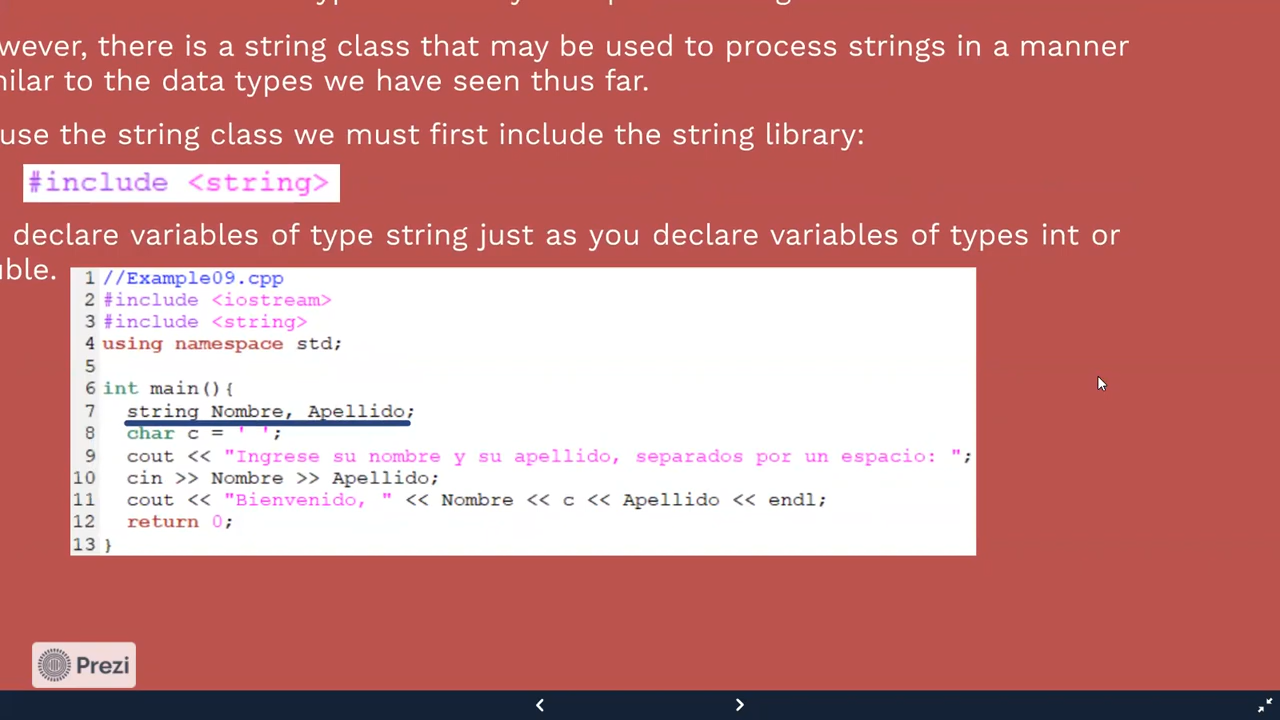 wever, there is a string class that may be used to process strings in a manner
nilar to the data types we have seen thus far.
use the string class we must first include the string library:
#include <string>
declare variables of type string just as you declare variables of types int or
uble.
1 //Example09.cpp
2 #include <iostream>
3 #include <string>
4 using namespace std;
5
6 int main(){
7 string Nombre, Apellido;
8 char c = ' ';
9 cout << "Ingrese su nombre y su apellido, separados por un espacio: ";
10 cin >> Nombre >> Apellido;
11 cout << "Bienvenido, " << Nombre << c << Apellido << endl;
12 return 0;
13 }
Prezi